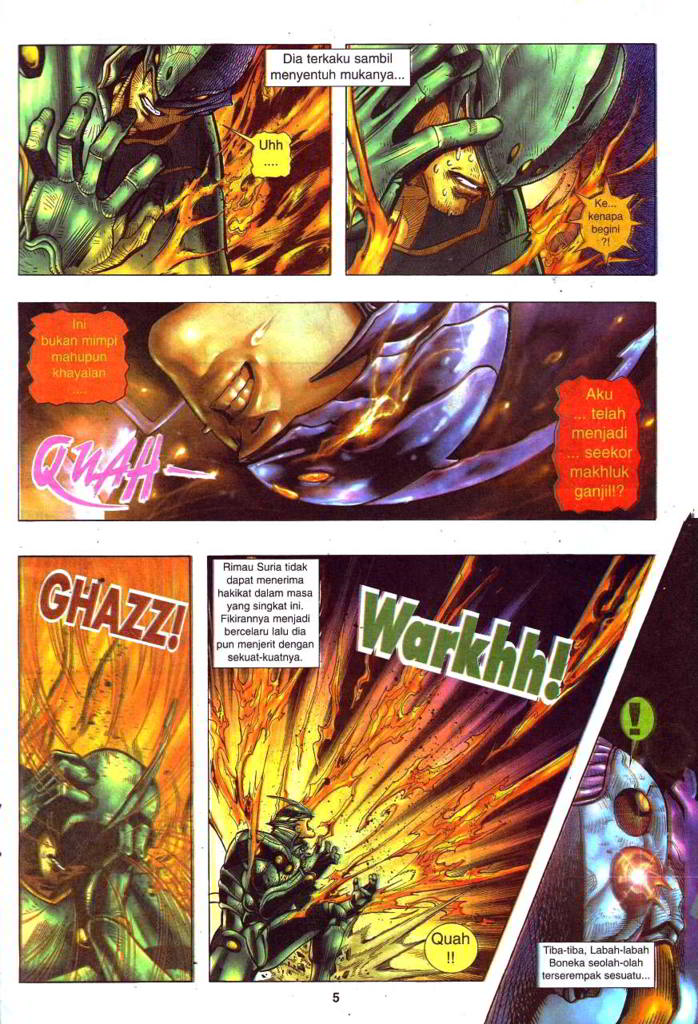 Dia terkaku sambil
menyentuh mukanya...
Uhh
....
Ke...
kenapa
begini
?!
Ini
bukan mimpi
mahupun
khayalan
....
QUAH
Aku
... telah
menjadi
... seekor
makhluk
ganjil!?
GHAZZ!
Rimau Suria tidak
dapat menerima
hakikat dalam masa
yang singkat ini.
Fikirannya menjadi
bercelaru lalu dia
pun menjerit dengan
sekuat-kuatnya.
Warkhh!
Quah
!!
!
Tiba-tiba, Labah-labah
Boneka seolah-olah
terserempak sesuatu...
5